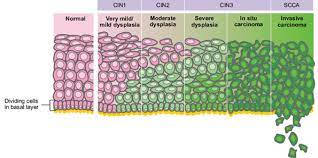 CIN1 CIN2 CIN3 SCCA
Normal Very mild/ mild dysplasia Moderate dysplasia Severe dysplasia In situ carcinoma Invasive carcinoma
Dividing cells
in basal layer